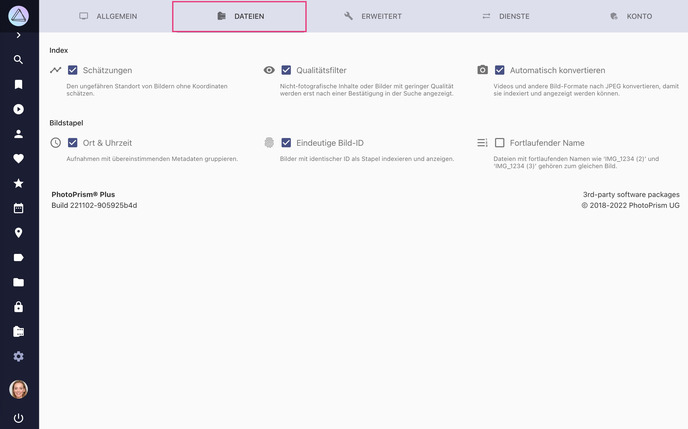 ALLGEMEIN DATEIEN ERWEITERT DIENSTE KONTO
Index
Schätzungen
Den ungefähren Standort von Bildern ohne Koordinaten
schätzen.
Qualitätsfilter
Nicht-fotografische Inhalte oder Bilder mit geringer Qualität
werden erst nach einer Bestätigung in der Suche angezeigt.
Automatisch konvertieren
Videos und andere Bild-Formate nach JPEG konvertieren, damit
sie indexiert und angezeigt werden können.
Bildstapel
Ort & Uhrzeit
Aufnahmen mit übereinstimmenden Metadaten gruppieren.
Eindeutige Bild-ID
Bilder mit identischer ID als Stapel indexieren und anzeigen.
Fortlaufender Name
Dateien mit fortlaufenden Namen wie 'IMG_1234 (2)' und
'IMG_1234 (3)' gehören zum gleichen Bild.
PhotoPrism® Plus
Build 221102-905925b4d
3rd-party software packages
© 2018-2022 PhotoPrism UG